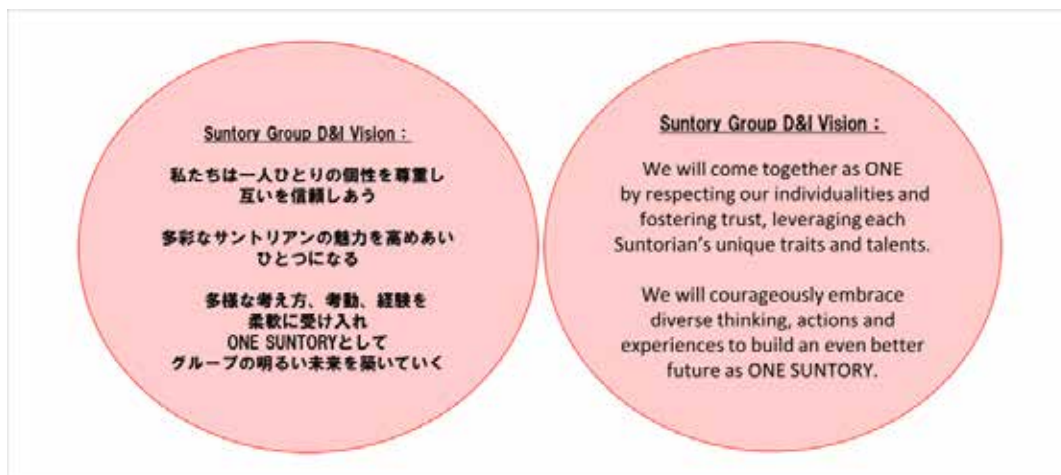 Suntory Group D&I Vision :
私たちは一人ひとりの個性を尊重し
互いを信頼しあう
多彩なサントリアンの魅力を高めあい
ひとつになる
多様な考え方、考動、経験を
柔軟に受け入れ
ONE SUNTORYとして
グループの明るい未来を築いていく
Suntory Group D&I Vision :
We will come together as ONE
by respecting our individualities and
fostering trust, leveraging each
Suntorian's unique traits and talents.
We will courageously embrace
diverse thinking, actions and
experiences to build an even better
future as ONE SUNTORY.